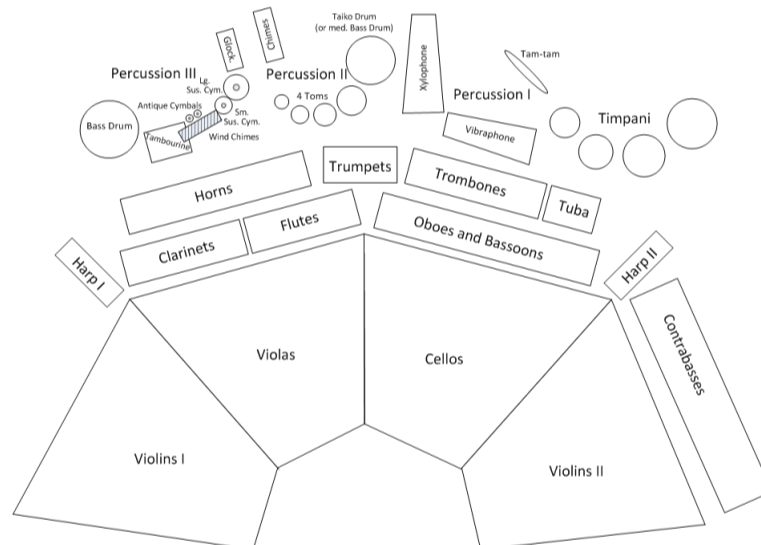 Taiko Drum
(or med. Bass Drum)
Chimes
Glock.
Xylophone
Tam-tam
Percussion III
Lg.
Sus. Cym.
Percussion II
4 Toms
Percussion I
Antique Cymbals
Sm.
Sus. Cym.
Bass Drum
Tambourine
Wind Chimes
Vibraphone
Timpani
Horns
Trumpets
Trombones
Tuba
Clarinets
Flutes
Oboes and Bassoons
Harp I
Harp II
Violas
Cellos
Contrabasses
Violins I
Violins II